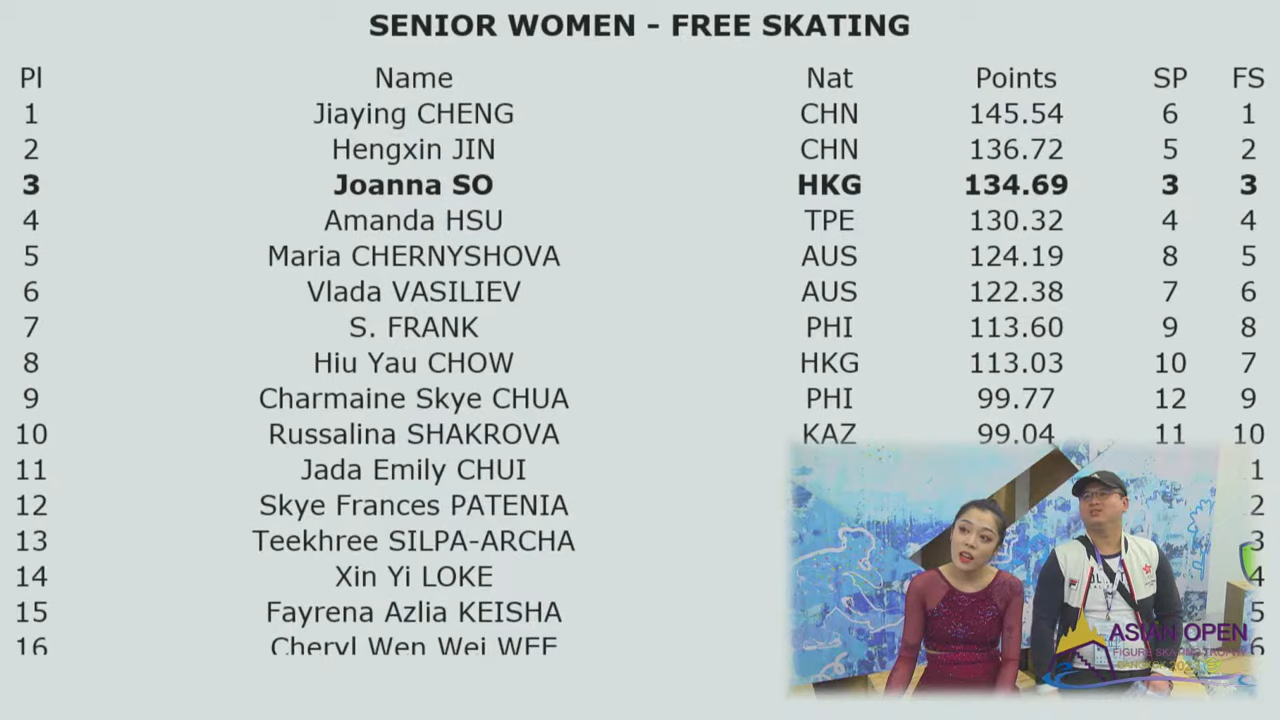 SENIOR WOMEN - FREE SKATING
Pl Name Nat Points SP FS
1 Jiaying CHENG CHN 145.54 6 1
2 Hengxin JIN CHN 136.72 5 2
3 Joanna SO HKG 134.69 3 3
4 Amanda HSU TPE 130.32 4 4
5 Maria CHERNYSHOVA AUS 124.19 8 5
6 Vlada VASILIEV AUS 122.38 7 6
7 S. FRANK PHI 113.60 9 8
8 Hiu Yau CHOW HKG 113.03 10 7
9 Charmaine Skye CHUA PHI 99.77 12 9
10 Russalina SHAKROVA KAZ 99.04 11 10
11 Jada Emily CHUI 1
12 Skye Frances PATENIA 2
13 Teekhree SILPA-ARCHA 3
14 Xin Yi LOKE 4
15 Fayrena Azlia KEISHA 5
16 Cheryl Wen Wei WEE 6
ASIAN OPEN
FIGURE SKATING TROPHY
BANGKOK